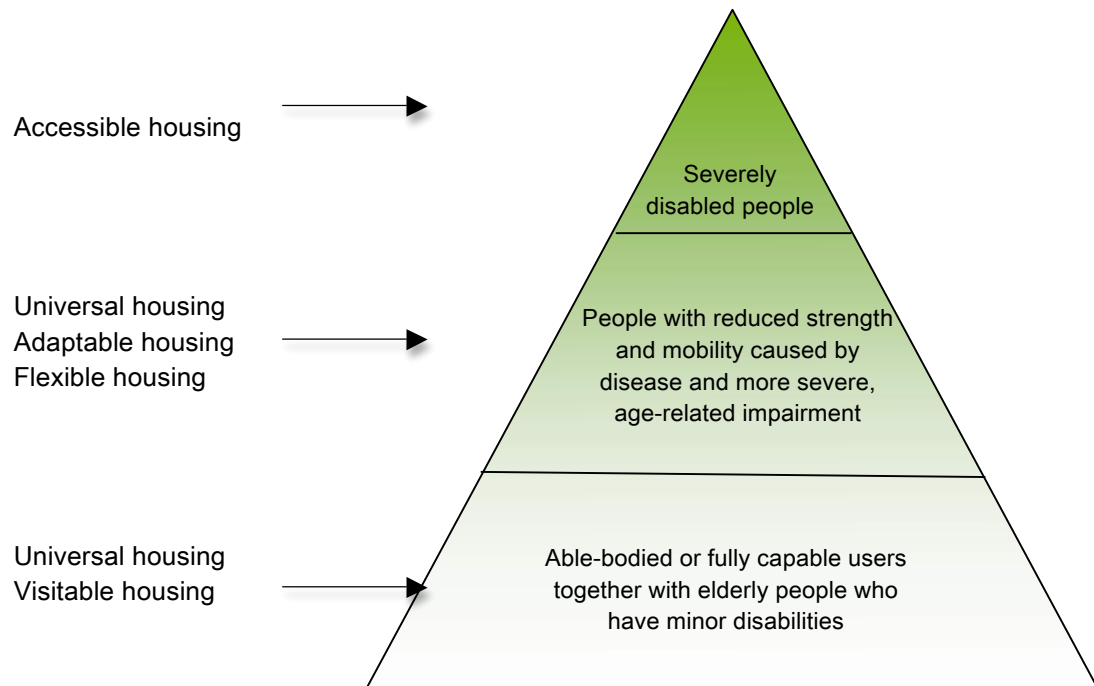 Accessible housing
Severely
disabled people
Universal housing
Adaptable housing
Flexible housing
People with reduced strength
and mobility caused by
disease and more severe,
age-related impairment
Universal housing
Visitable housing
Able-bodied or fully capable users
together with elderly people who
have minor disabilities